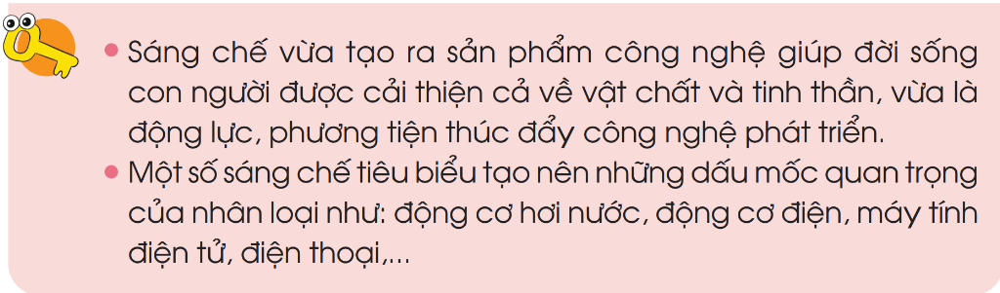 • Sáng chế vừa tạo ra sản phẩm công nghệ giúp đời sống
con người được cải thiện cả về vật chất và tinh thần, vừa là
động lực, phương tiện thúc đẩy công nghệ phát triển.
• Một số sáng chế tiêu biểu tạo nên những dấu mốc quan trọng
của nhân loại như: động cơ hơi nước, động cơ điện, máy tính
điện tử, điện thoại,...